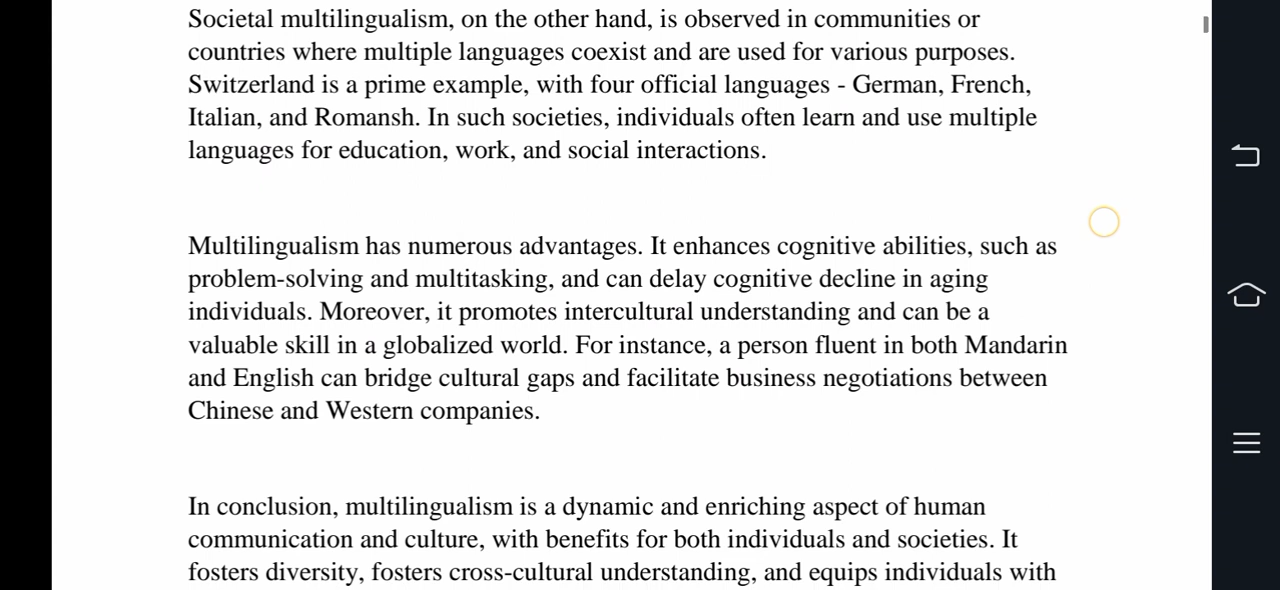 Societal multilingualism, on the other hand, is observed in communities or
countries where multiple languages coexist and are used for various purposes.
Switzerland is a prime example, with four official languages - German, French,
Italian, and Romansh. In such societies, individuals often learn and use multiple
languages for education, work, and social interactions.
Multilingualism has numerous advantages. It enhances cognitive abilities, such as
problem-solving and multitasking, and can delay cognitive decline in aging
individuals. Moreover, it promotes intercultural understanding and can be a
valuable skill in a globalized world. For instance, a person fluent in both Mandarin
and English can bridge cultural gaps and facilitate business negotiations between
Chinese and Western companies.
In conclusion, multilingualism is a dynamic and enriching aspect of human
communication and culture, with benefits for both individuals and societies. It
fosters diversity, fosters cross-cultural understanding, and equips individuals with